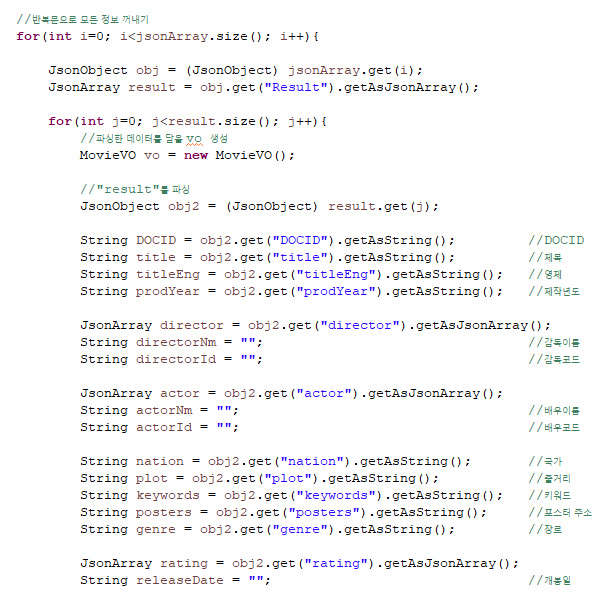 //반복문으로 모든 정보 꺼내기
for(int i=0; i<jsonArray.size(); i++){
JsonObject obj = (JsonObject) jsonArray.get(i);
JsonArray result = obj.get("Result").getAsJsonArray();
for(int j=0; j<result.size(); j++){
//파싱한 데이터를 담을 vo 생성
MovieVO vo = new MovieVO();
//"result"를 파싱
JsonObject obj2 = (JsonObject) result.get(j);
String DOCID = obj2.get("DOCID").getAsString(); //DOCID
String title = obj2.get("title").getAsString(); //제목
String titleEng = obj2.get("titleEng").getAsString(); //영제
String prodYear = obj2.get("prodYear").getAsString(); //제작년도
JsonArray director = obj2.get("director").getAsJsonArray();
String directorNm = ""; //감독이름
String directorId = ""; //감독코드
JsonArray actor = obj2.get("actor").getAsJsonArray();
String actorNm = ""; //배우이름
String actorId = ""; //배우코드
String nation = obj2.get("nation").getAsString(); //국가
String plot = obj2.get("plot").getAsString(); //줄거리
String keywords = obj2.get("keywords").getAsString(); //키워드
String posters = obj2.get("posters").getAsString(); //포스터 주소
String genre = obj2.get("genre").getAsString(); //장르
JsonArray rating = obj2.get("rating").getAsJsonArray();
String releaseDate = ""; //개봉일